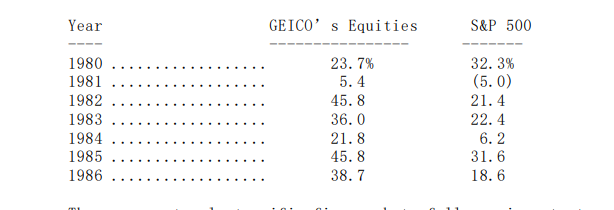 Year GEICO’s Equities S&P 500
---- ---------------- -------
1980 .................. 23.7% 32.3%
1981 .................. 5.4 (5.0)
1982 .................. 45.8 21.4
1983 .................. 36.0 22.4
1984 .................. 21.8 6.2
1985 .................. 45.8 31.6
1986 .................. 38.7 18.6